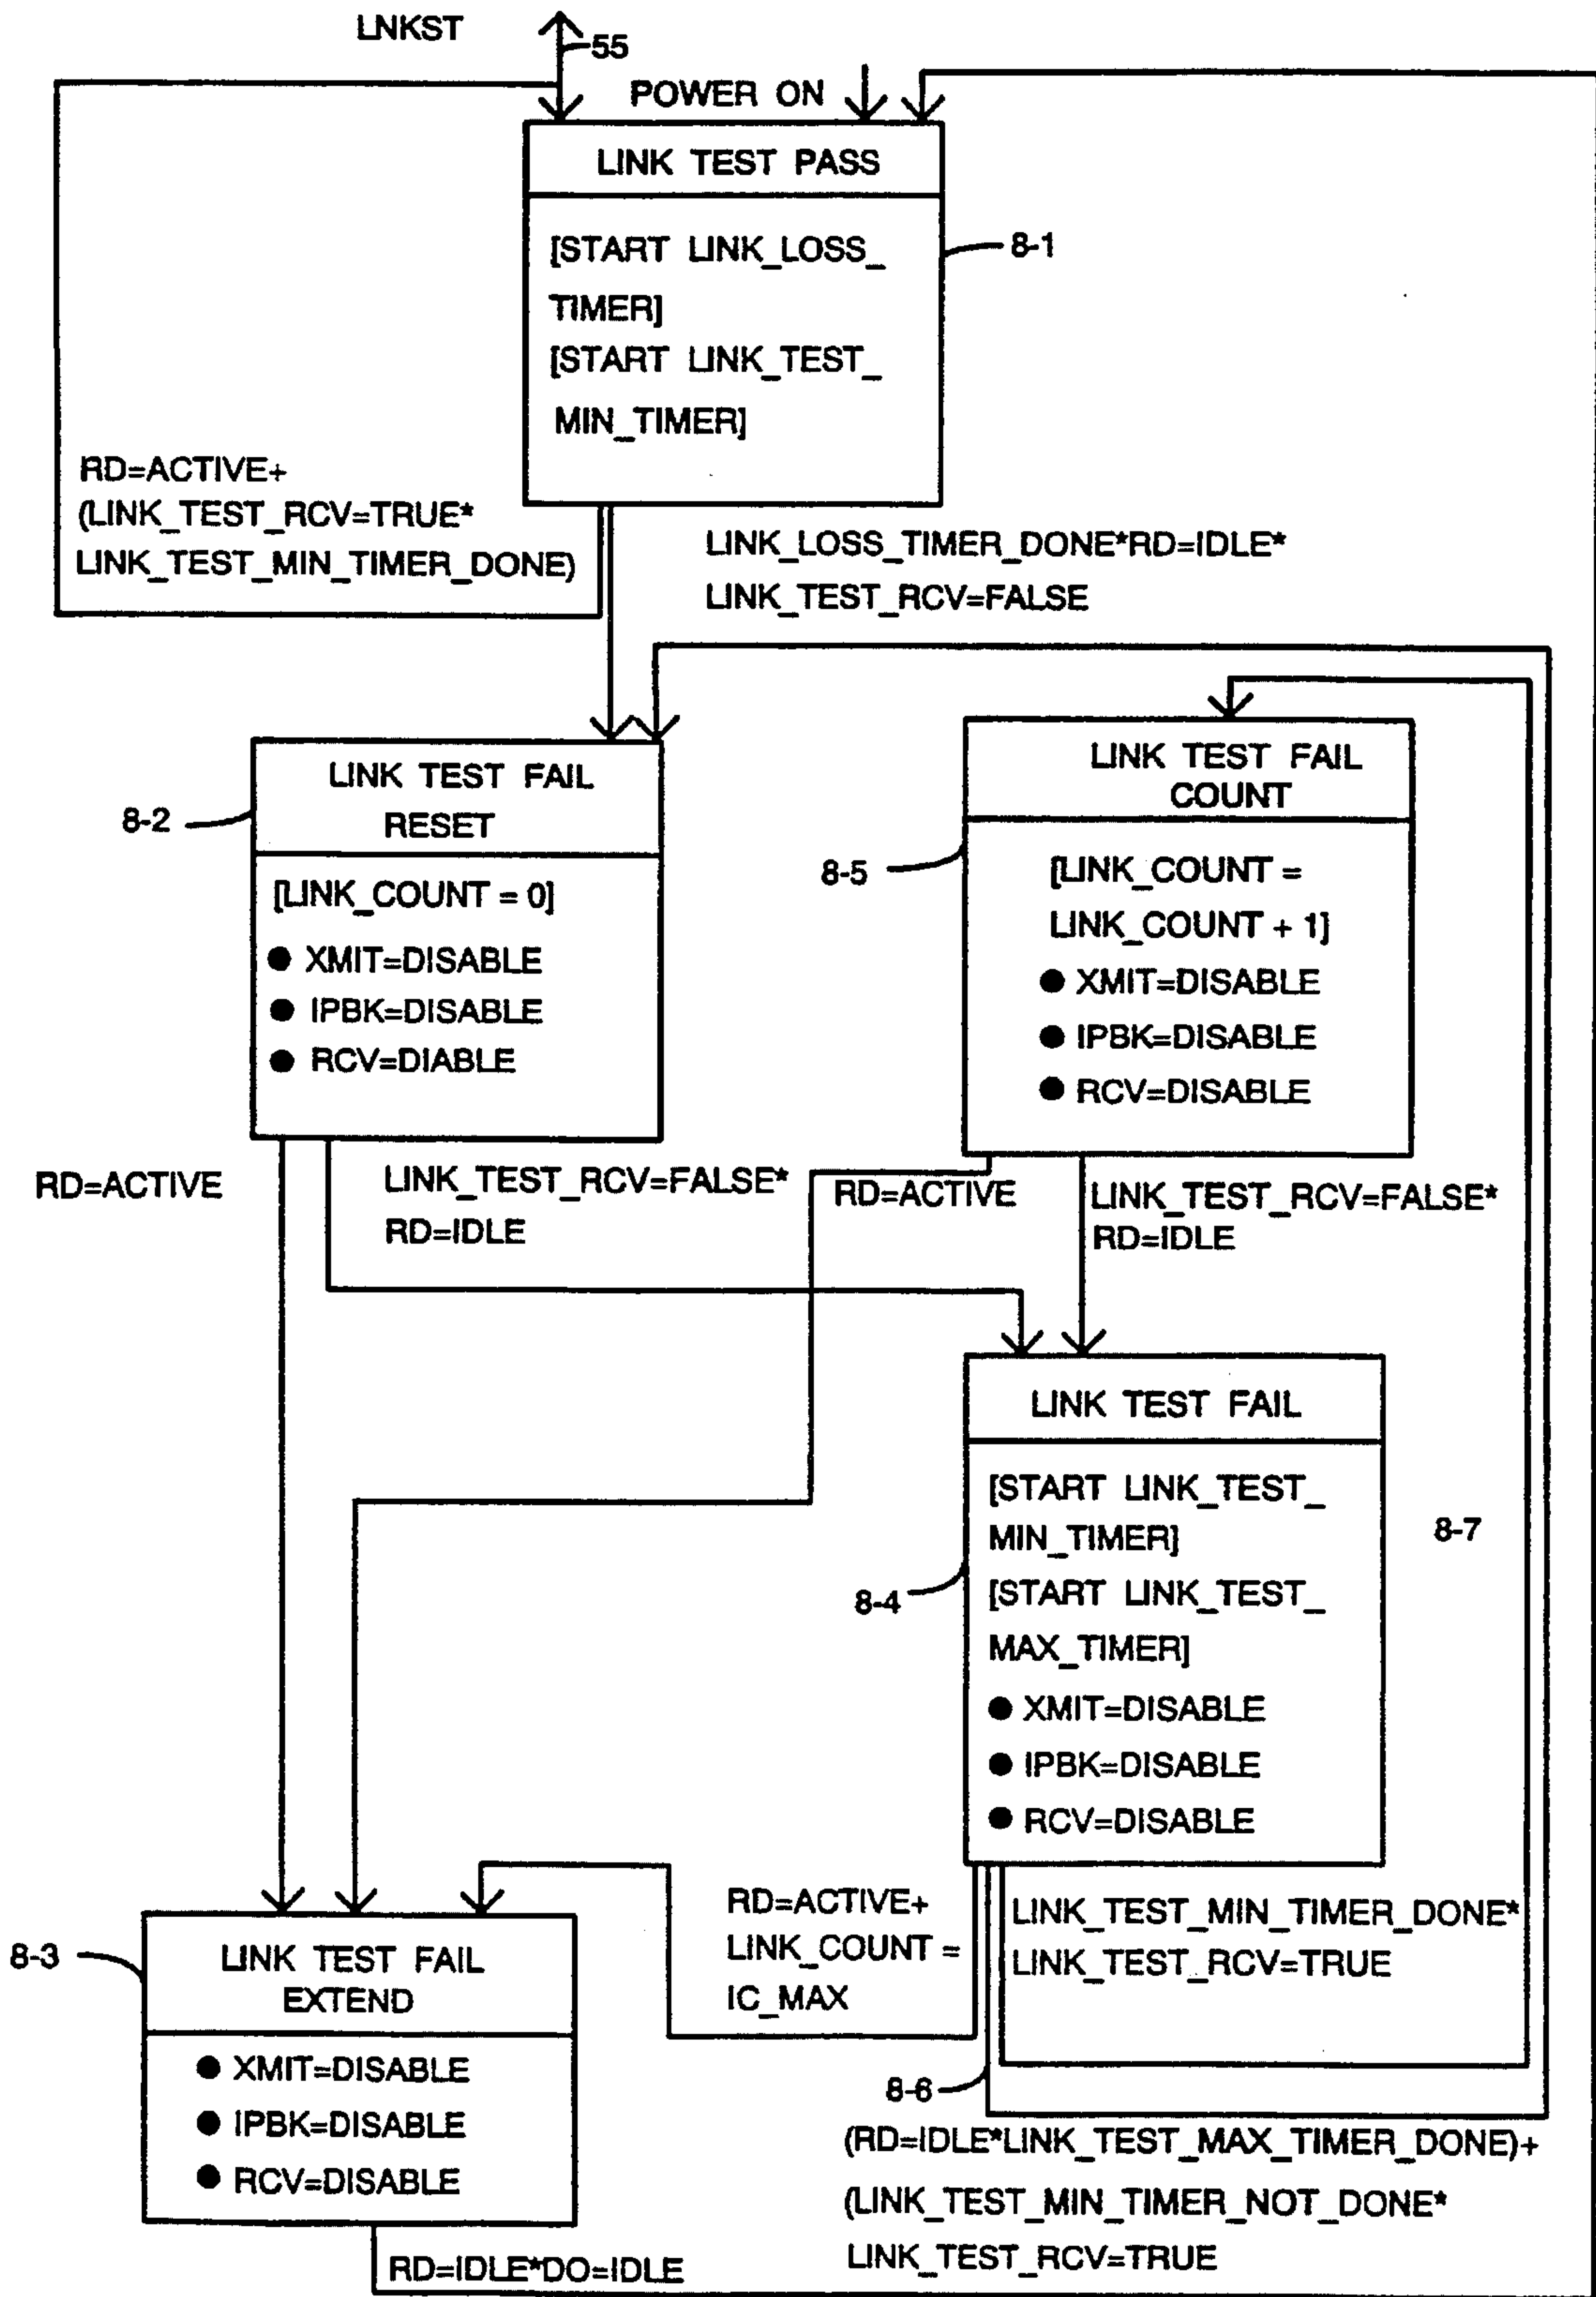 LNKST
55
POWER ON
LINK TEST PASS
[START LINK_LOSS_
TIMER]
[START LINK_TEST_
MIN_TIMER]
8-1
RD=ACTIVE+
(LINK_TEST_RCV=TRUE*
LINK_TEST_MIN_TIMER_DONE)
LINK_LOSS_TIMER_DONE*RD=IDLE*
LINK_TEST_RCV=FALSE
LINK TEST FAIL
RESET
8-2
[LINK_COUNT = 0]
● XMIT=DISABLE
● IPBK=DISABLE
● RCV=DIABLE
LINK TEST FAIL
COUNT
8-5
[LINK_COUNT =
LINK_COUNT + 1]
● XMIT=DISABLE
● IPBK=DISABLE
● RCV=DISABLE
RD=ACTIVE
LINK_TEST_RCV=FALSE*
RD=IDLE
RD=ACTIVE
LINK_TEST_RCV=FALSE*
RD=IDLE
LINK TEST FAIL
[START LINK_TEST_
MIN_TIMER]
8-4
[START LINK_TEST_
MAX_TIMER]
● XMIT=DISABLE
● IPBK=DISABLE
● RCV=DISABLE
8-7
RD=ACTIVE+
LINK_COUNT =
IC_MAX
LINK_TEST_MIN_TIMER_DONE*
LINK_TEST_RCV=TRUE
8-3
LINK TEST FAIL
EXTEND
● XMIT=DISABLE
● IPBK=DISABLE
● RCV=DISABLE
8-6
(RD=IDLE*LINK_TEST_MAX_TIMER_DONE)+
(LINK_TEST_MIN_TIMER_NOT_DONE*
LINK_TEST_RCV=TRUE
RD=IDLE*DO=IDLE